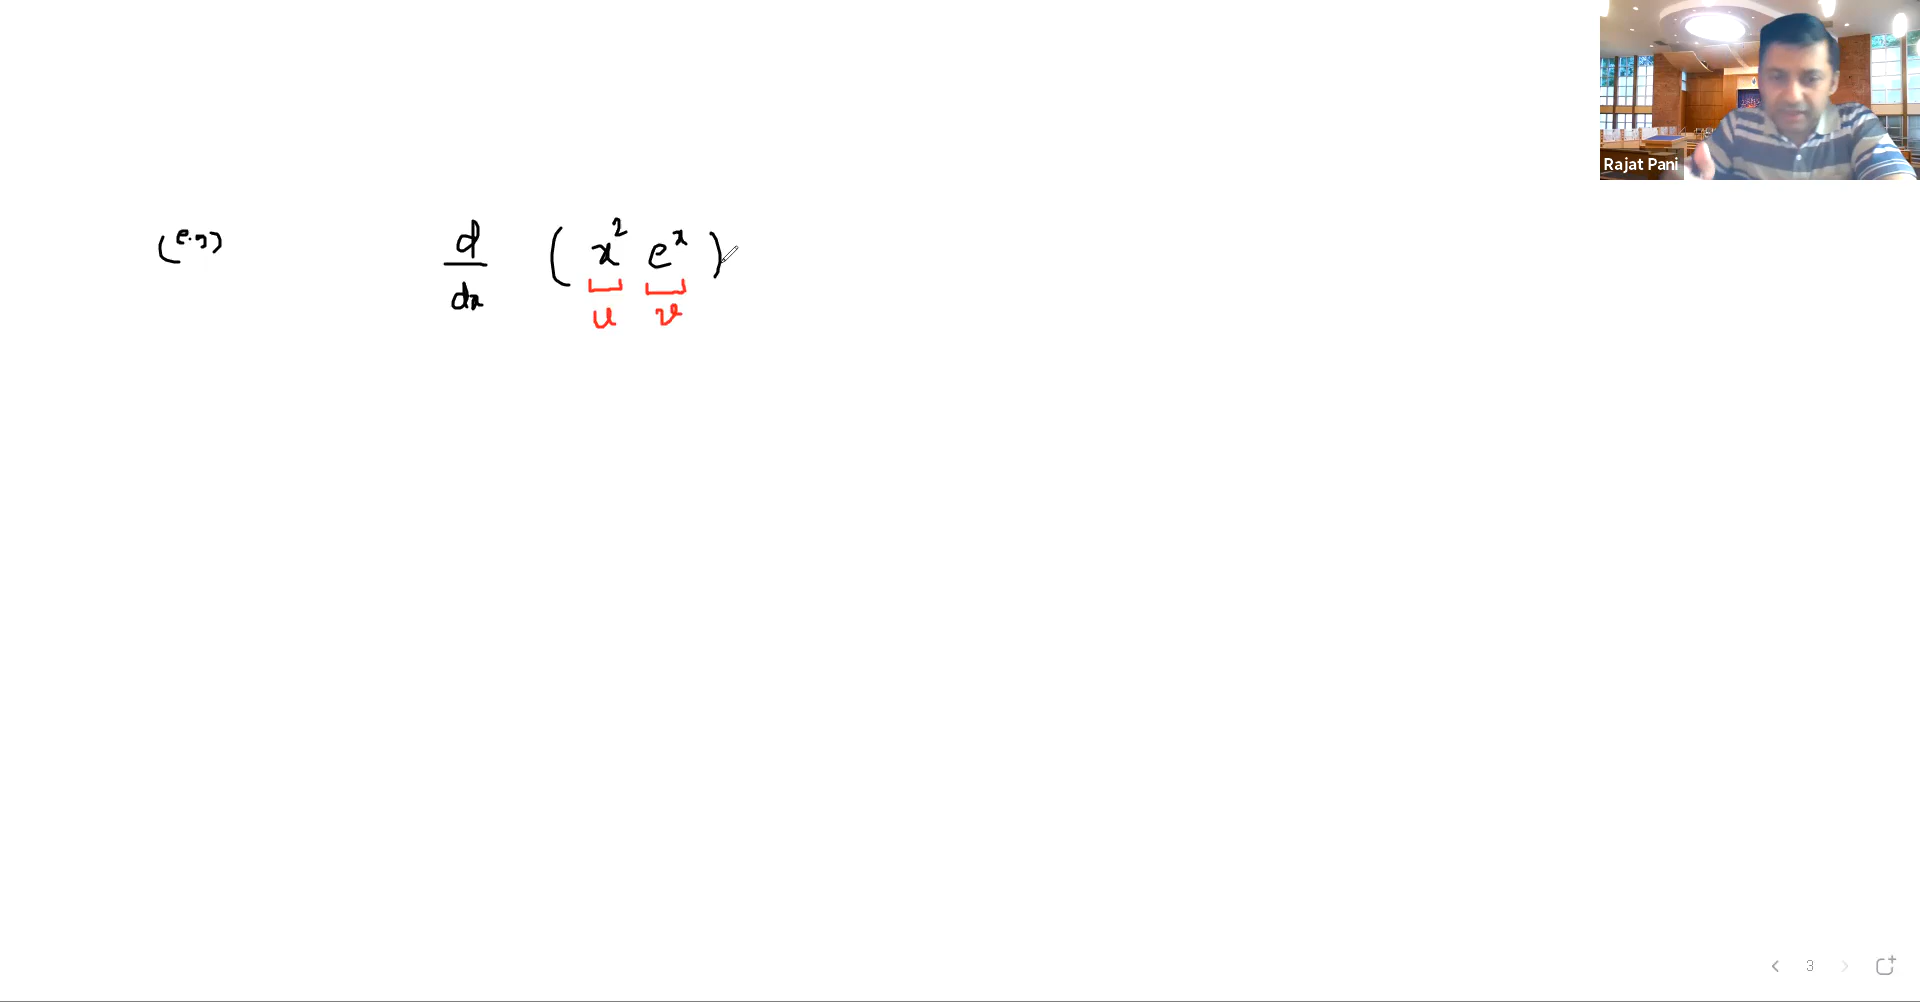 Rajat Pani
(e.g) d/dx (x² eˣ)
u v
3